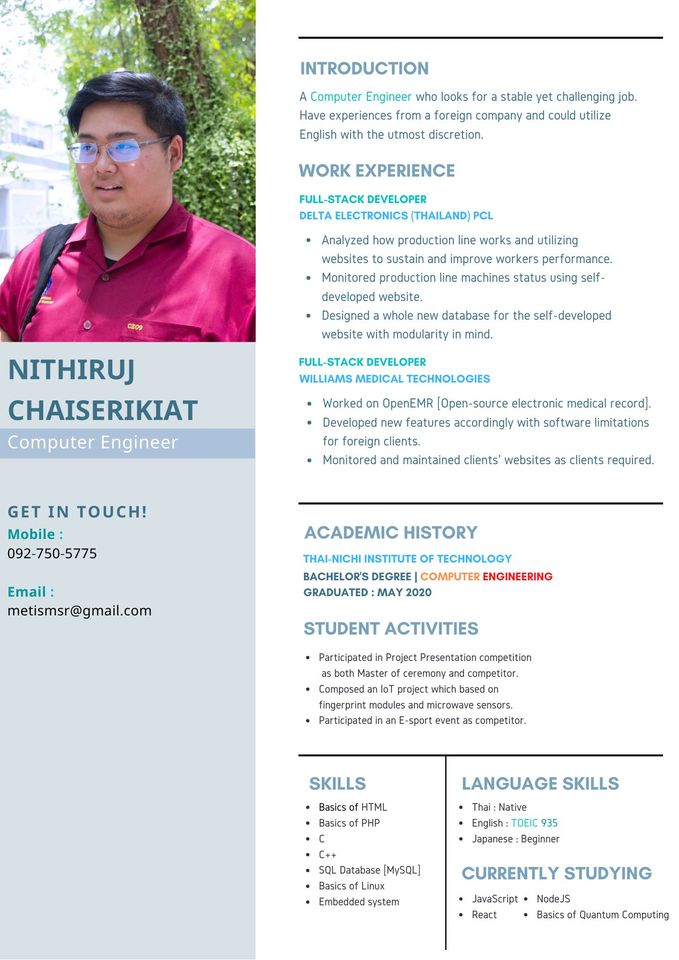 NITHIRUJ
CHAISERIKIAT
Computer Engineer
GET IN TOUCH!
Mobile :
092-750-5775
Email :
metismsr@gmail.com
INTRODUCTION
A Computer Engineer who looks for a stable yet challenging job.
Have experiences from a foreign company and could utilize
English with the utmost discretion.
WORK EXPERIENCE
FULL-STACK DEVELOPER
DELTA ELECTRONICS (THAILAND) PCL
• Analyzed how production line works and utilizing
websites to sustain and improve workers performance.
• Monitored production line machines status using self-
developed website.
• Designed a whole new database for the self-developed
website with modularity in mind.
FULL-STACK DEVELOPER
WILLIAMS MEDICAL TECHNOLOGIES
• Worked on OpenEMR [Open-source electronic medical record].
• Developed new features accordingly with software limitations
for foreign clients.
• Monitored and maintained clients' websites as clients required.
ACADEMIC HISTORY
THAI-NICHI INSTITUTE OF TECHNOLOGY
BACHELOR'S DEGREE | COMPUTER ENGINEERING
GRADUATED : MAY 2020
STUDENT ACTIVITIES
• Participated in Project Presentation competition
as both Master of ceremony and competitor.
• Composed an IoT project which based on
fingerprint modules and microwave sensors.
• Participated in an E-sport event as competitor.
SKILLS
• Basics of HTML
• Basics of PHP
• C
• C++
• SQL Database [MySQL]
• Basics of Linux
• Embedded system
LANGUAGE SKILLS
• Thai : Native
• English : TOEIC 935
• Japanese : Beginner
CURRENTLY STUDYING
• JavaScript • NodeJS
• React • Basics of Quantum Computing